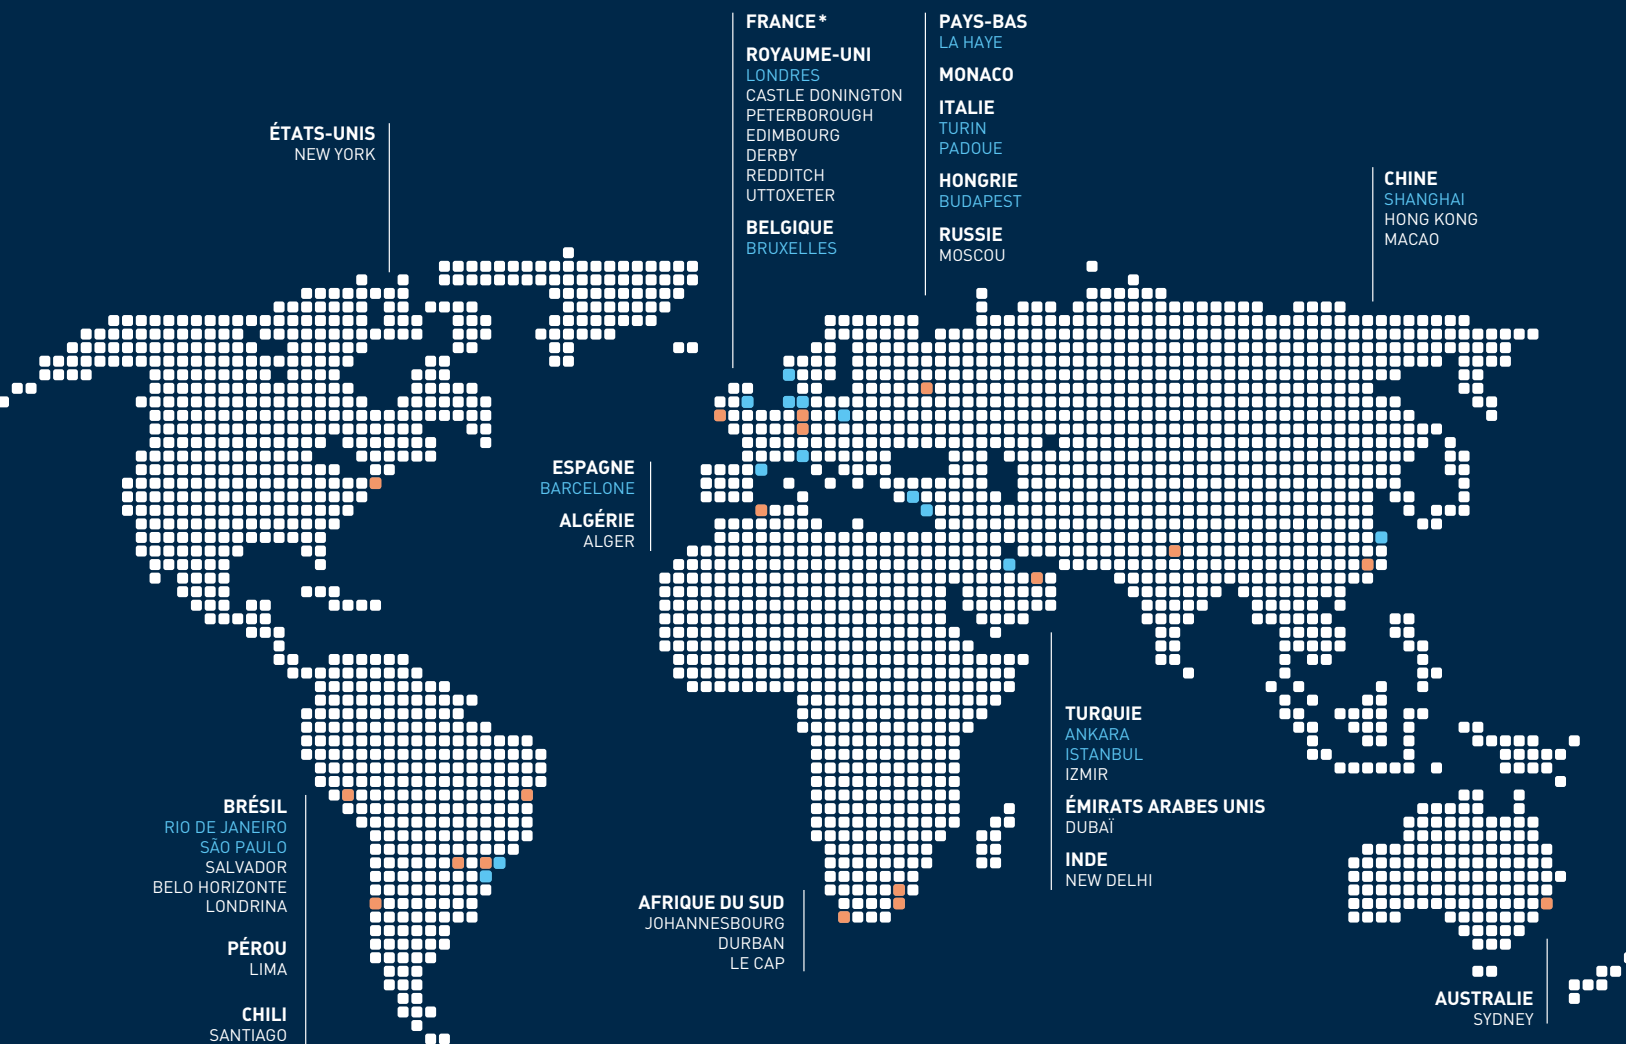 FRANCE*
ROYAUME-UNI
LONDRES
CASTLE DONINGTON
PETERBOROUGH
EDIMBOURG
DERBY
REDDITCH
UTTOXETER
BELGIQUE
BRUXELLES
PAYS-BAS
LA HAYE
MONACO
ITALIE
TURIN
PADOUE
HONGRIE
BUDAPEST
RUSSIE
MOSCOU
ÉTATS-UNIS
NEW YORK
CHINE
SHANGHAI
HONG KONG
MACAO
ESPAGNE
BARCELONE
ALGÉRIE
ALGER
TURQUIE
ANKARA
ISTANBUL
IZMIR
ÉMIRATS ARABES UNIS
DUBAÏ
INDE
NEW DELHI
BRÉSIL
RIO DE JANEIRO
SÃO PAULO
SALVADOR
BELO HORIZONTE
LONDRINA
PÉROU
LIMA
CHILI
SANTIAGO
AFRIQUE DU SUD
JOHANNESBOURG
DURBAN
LE CAP
AUSTRALIE
SYDNEY